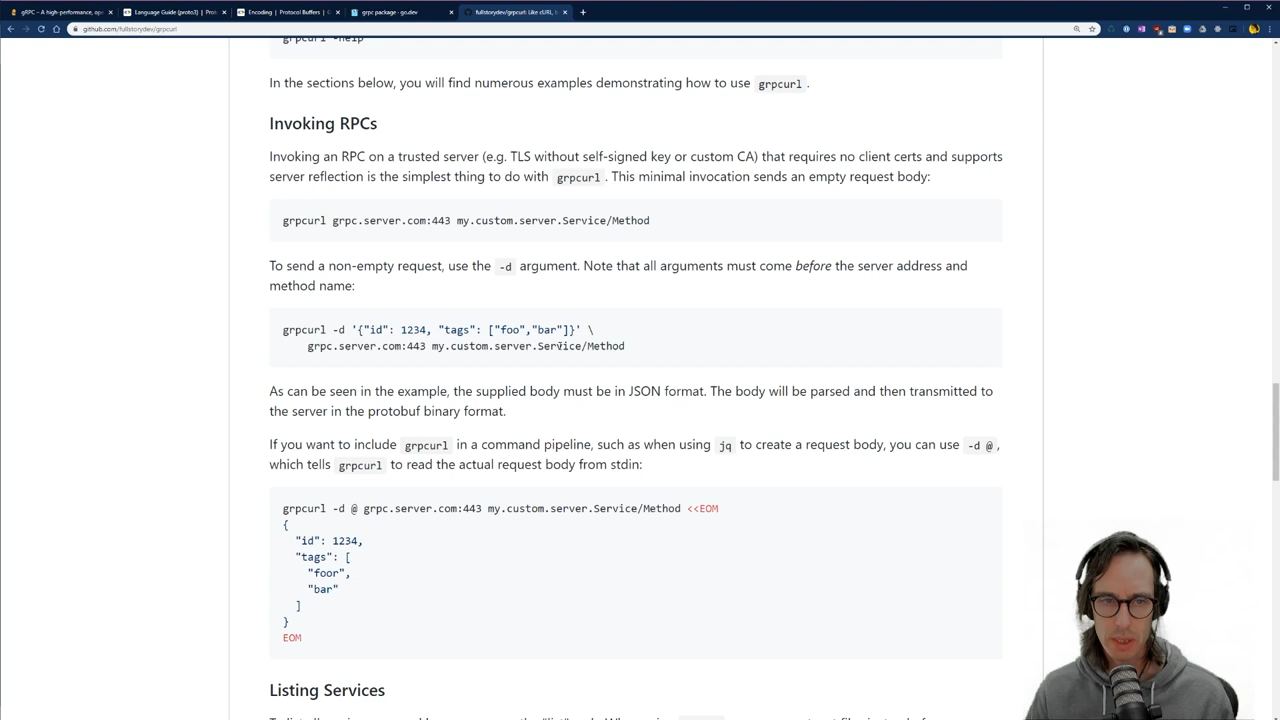 gRPC – A high-performance, ope
Language Guide (proto3) | Proto
Encoding | Protocol Buffers | G
grpc package - go.dev
fullstorydev/grpcurl: Like cURL, b
github.com/fullstorydev/grpcurl
grpcurl -help
In the sections below, you will find numerous examples demonstrating how to use grpcurl.
Invoking RPCs
Invoking an RPC on a trusted server (e.g. TLS without self-signed key or custom CA) that requires no client certs and supports
server reflection is the simplest thing to do with grpcurl. This minimal invocation sends an empty request body:
grpcurl grpc.server.com:443 my.custom.server.Service/Method
To send a non-empty request, use the -d argument. Note that all arguments must come before the server address and
method name:
grpcurl -d '{"id": 1234, "tags": ["foo","bar"]}' \
grpc.server.com:443 my.custom.server.Service/Method
As can be seen in the example, the supplied body must be in JSON format. The body will be parsed and then transmitted to
the server in the protobuf binary format.
If you want to include grpcurl in a command pipeline, such as when using jq to create a request body, you can use -d @,
which tells grpcurl to read the actual request body from stdin:
grpcurl -d @ grpc.server.com:443 my.custom.server.Service/Method <<EOM
{
"id": 1234,
"tags": [
"foor",
"bar"
]
}
EOM
Listing Services